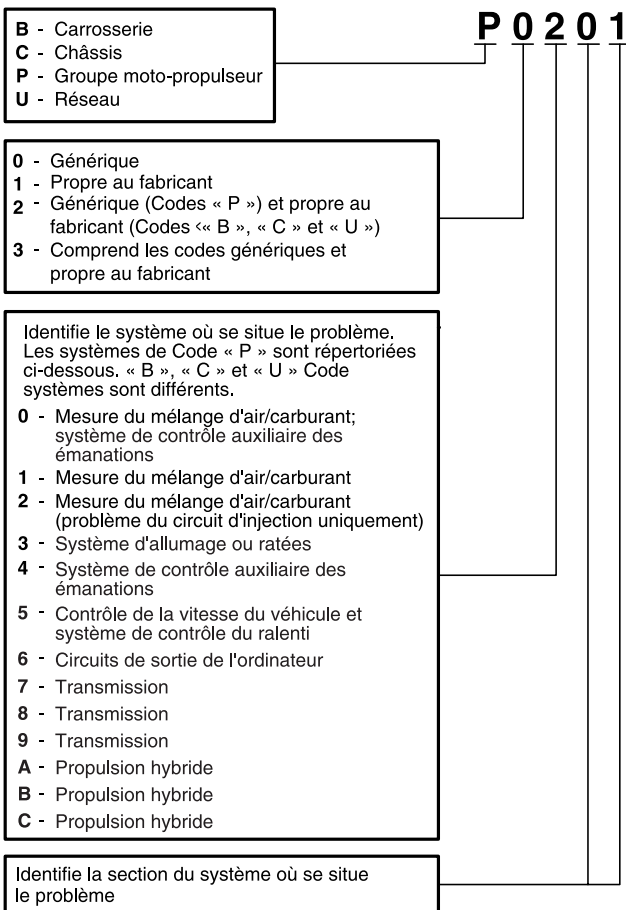 P 0 2 0 1
B - Carrosserie
C - Châssis
P - Groupe moto-propulseur
U - Réseau
0 - Générique
1 - Propre au fabricant
2 - Générique (Codes « P ») et propre au
fabricant (Codes « B », « C » et « U »)
3 - Comprend les codes génériques et
propre au fabricant
Identifie le système où se situe le problème.
Les systèmes de Code « P » sont répertoriées
ci-dessous. « B », « C » et « U » Code
systèmes sont différents.
0 - Mesure du mélange d'air/carburant;
système de contrôle auxiliaire des
émanations
1 - Mesure du mélange d'air/carburant
2 - Mesure du mélange d'air/carburant
(problème du circuit d'injection uniquement)
3 - Système d'allumage ou ratées
4 - Système de contrôle auxiliaire des
émanations
5 - Contrôle de la vitesse du véhicule et
système de contrôle du ralenti
6 - Circuits de sortie de l'ordinateur
7 - Transmission
8 - Transmission
9 - Transmission
A - Propulsion hybride
B - Propulsion hybride
C - Propulsion hybride
Identifie la section du système où se situe
le problème